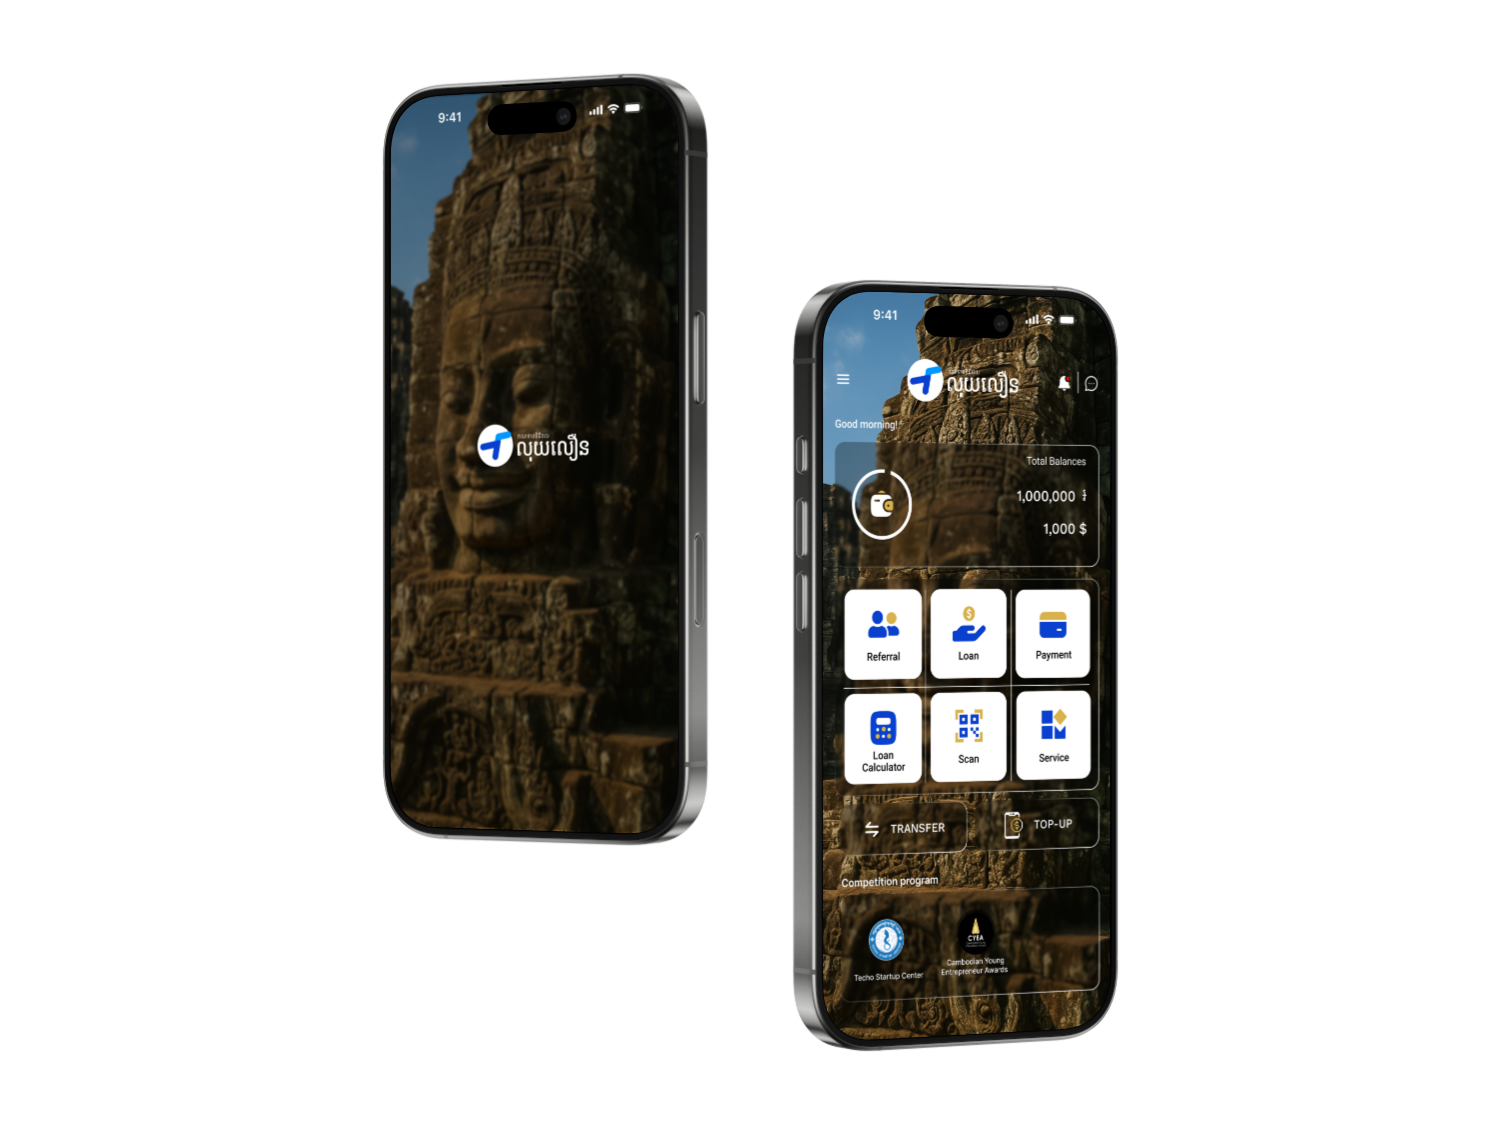 9:41
លុយលឿន
9:41
លុយលឿន
Good morning!
Total Balances
1,000,000 ៛
1,000 $
Referral
Loan
Payment
Loan
Calculator
Scan
Service
TRANSFER
TOP-UP
Competition program
CYEA
Techo Startup Center
Cambodian Young
Entrepreneur Awards